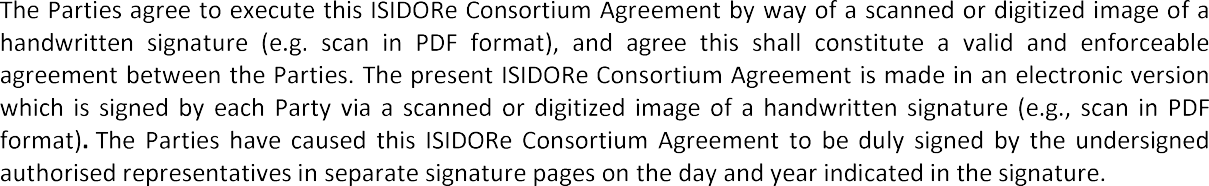 The Parties agree to execute this ISIDORe Consortium Agreement by way of a scanned or digitized image of a
handwritten signature (e.g. scan in PDF format), and agree this shall constitute a valid and enforceable
agreement between the Parties. The present ISIDORe Consortium Agreement is made in an electronic version
which is signed by each Party via a scanned or digitized image of a handwritten signature (e.g., scan in PDF
format). The Parties have caused this ISIDORe Consortium Agreement to be duly signed by the undersigned
authorised representatives in separate signature pages on the day and year indicated in the signature.